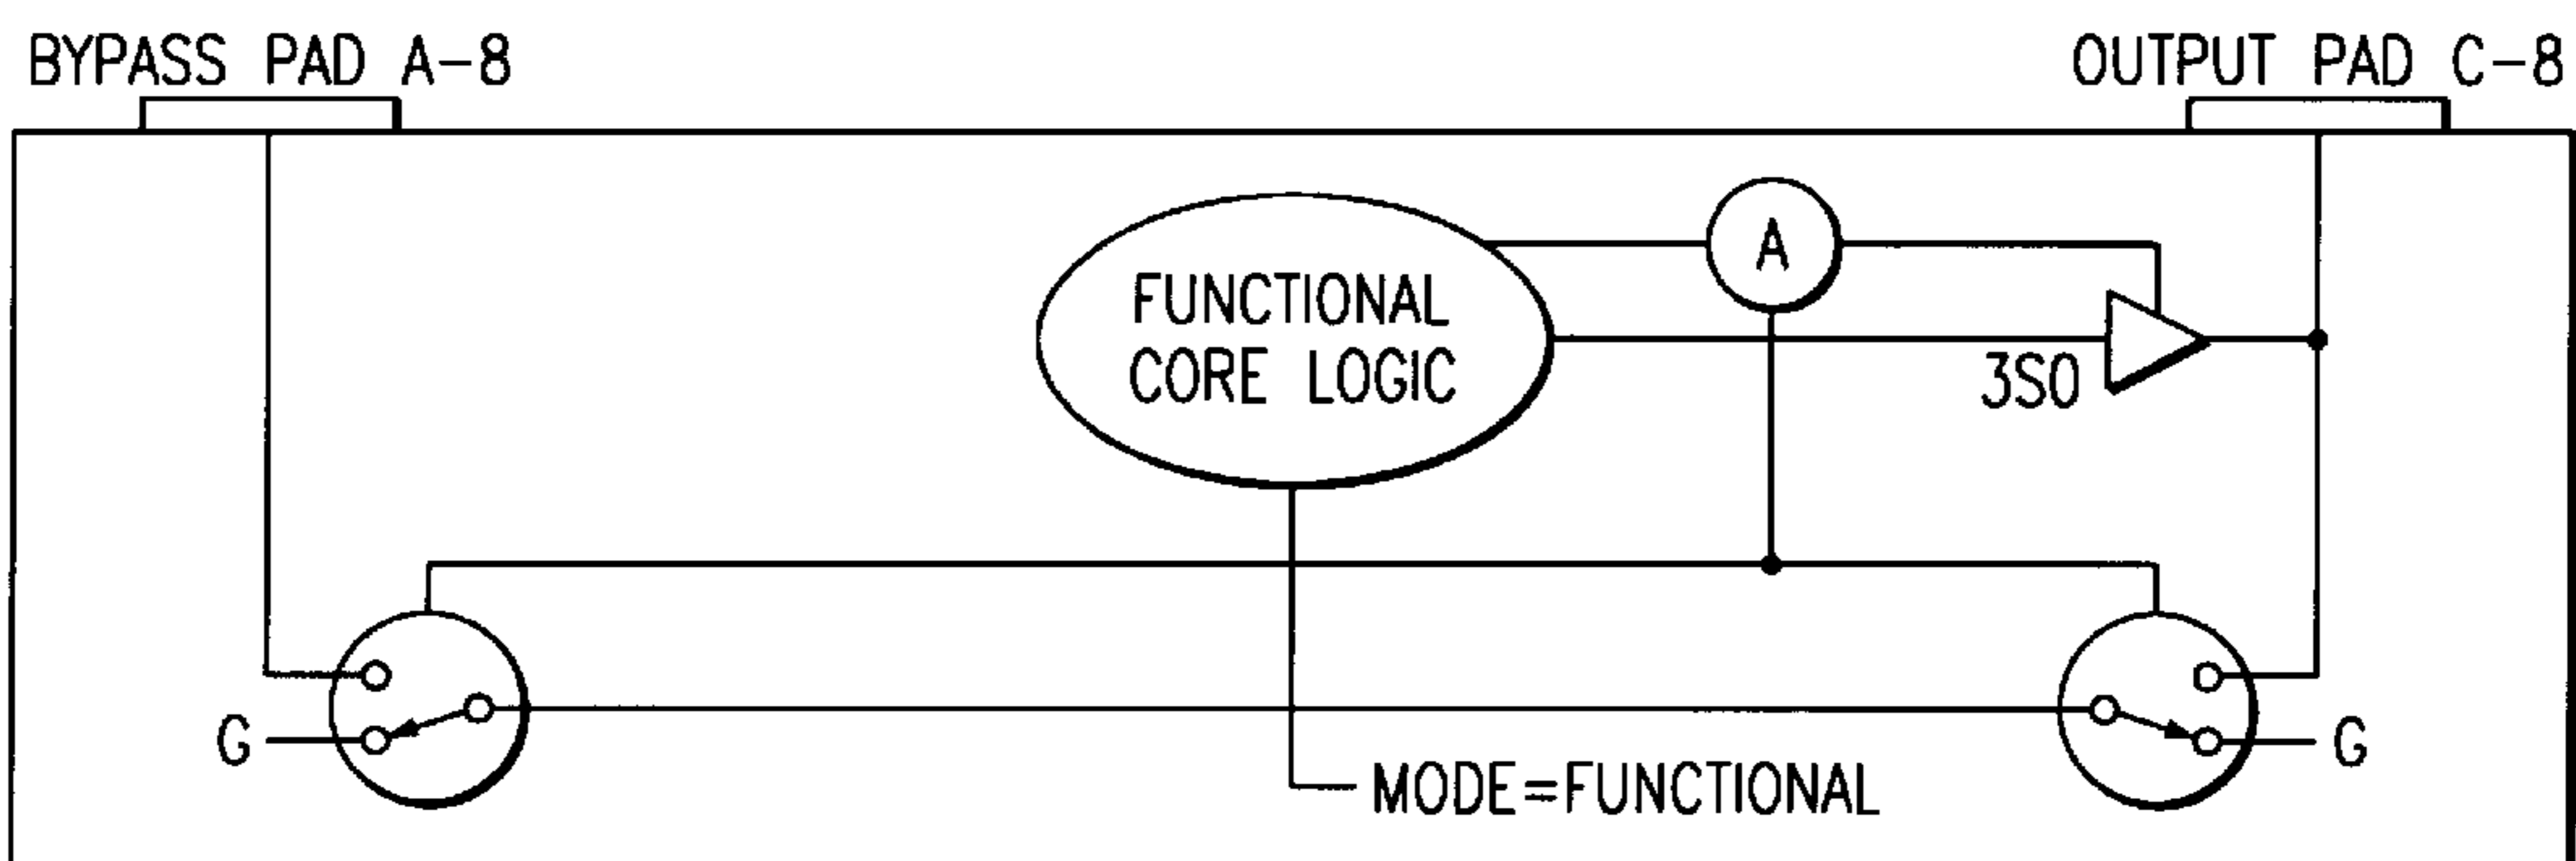 BYPASS PAD A-8
OUTPUT PAD C-8
A
FUNCTIONAL
CORE LOGIC
3SO
G
G
MODE=FUNCTIONAL